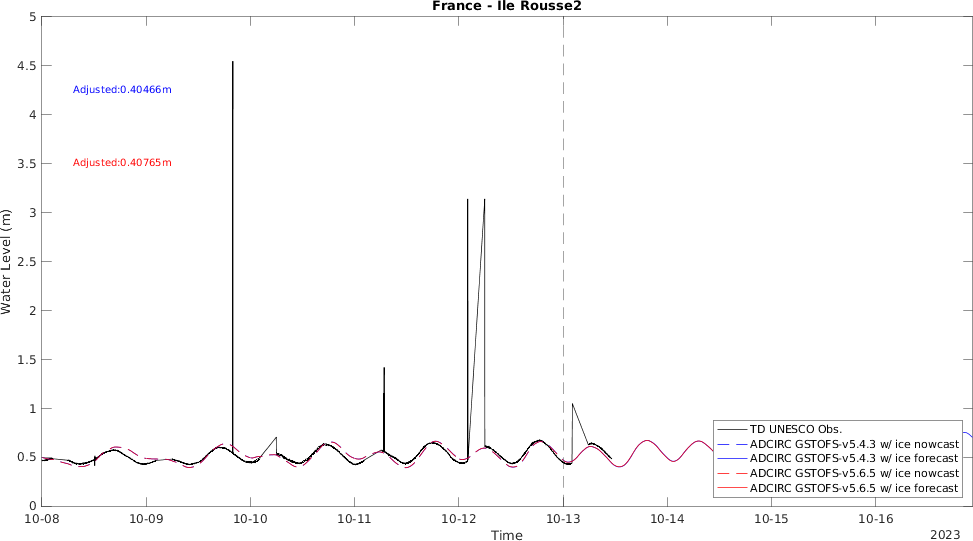 France - Ile Rousse2
5
4.5
4
3.5
3
2.5
2
1.5
1
0.5
0
Water Level (m)
Adjusted:0.40466m
Adjusted:0.40765m
TD UNESCO Obs.
ADCIRC GSTOFS-v5.4.3 w/ ice nowcast
ADCIRC GSTOFS-v5.4.3 w/ ice forecast
ADCIRC GSTOFS-v5.6.5 w/ ice nowcast
ADCIRC GSTOFS-v5.6.5 w/ ice forecast
10-08 10-09 10-10 10-11 10-12 10-13 10-14 10-15 10-16
Time
2023